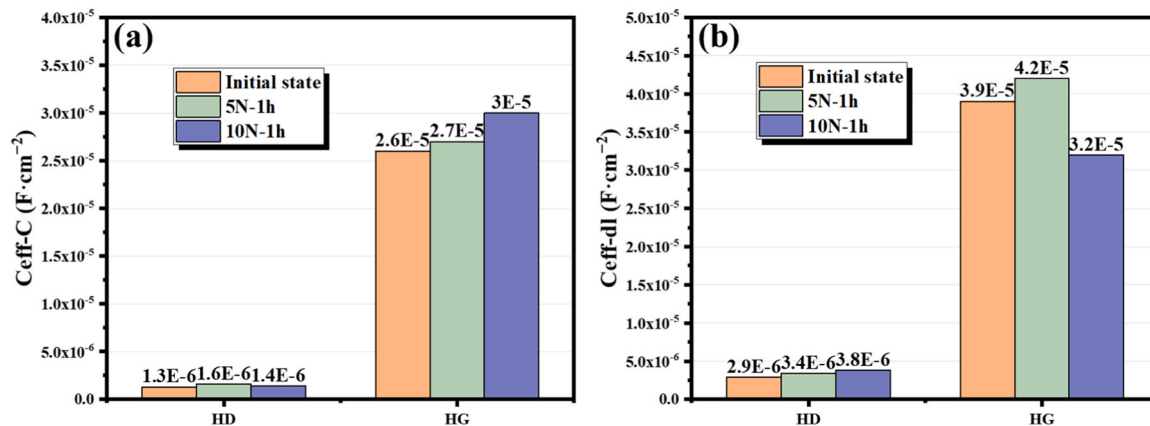 (a)
Ceff-C (F·cm⁻²)
4.0x10⁻⁵
3.5x10⁻⁵
3.0x10⁻⁵
2.5x10⁻⁵
2.0x10⁻⁵
1.5x10⁻⁵
1.0x10⁻⁵
5.0x10⁻⁶
0.0
Initial state
5N-1h
10N-1h
1.3E-6
1.6E-6
1.4E-6
2.6E-5
2.7E-5
3E-5
HD
HG
(b)
Ceff-dl (F·cm⁻²)
5.0x10⁻⁵
4.5x10⁻⁵
4.0x10⁻⁵
3.5x10⁻⁵
3.0x10⁻⁵
2.5x10⁻⁵
2.0x10⁻⁵
1.5x10⁻⁵
1.0x10⁻⁵
5.0x10⁻⁶
0.0
Initial state
5N-1h
10N-1h
2.9E-6
3.4E-6
3.8E-6
3.9E-5
4.2E-5
3.2E-5
HD
HG